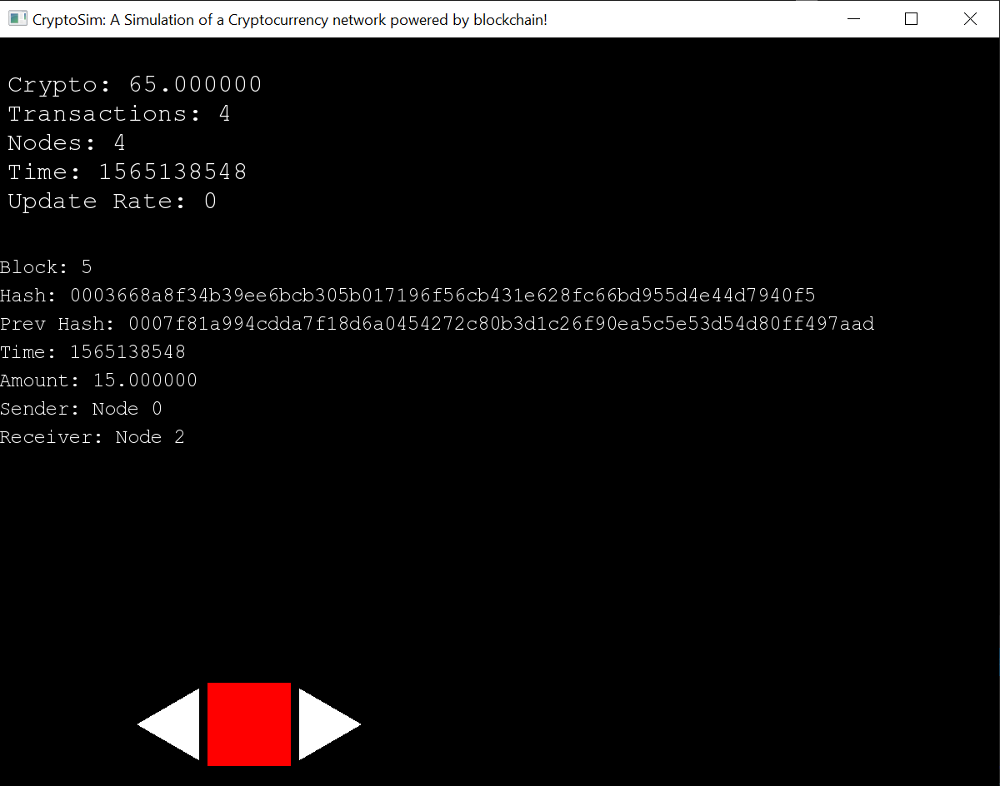 CryptoSim: A Simulation of a Cryptocurrency network powered by blockchain!
Crypto: 65.000000
Transactions: 4
Nodes: 4
Time: 1565138548
Update Rate: 0
Block: 5
Hash: 0003668a8f34b39ee6bcb305b017196f56cb431e628fc66bd955d4e44d7940f5
Prev Hash: 0007f81a994cdda7f18d6a0454272c80b3d1c26f90ea5c5e53d54d80ff497aad
Time: 1565138548
Amount: 15.000000
Sender: Node 0
Receiver: Node 2